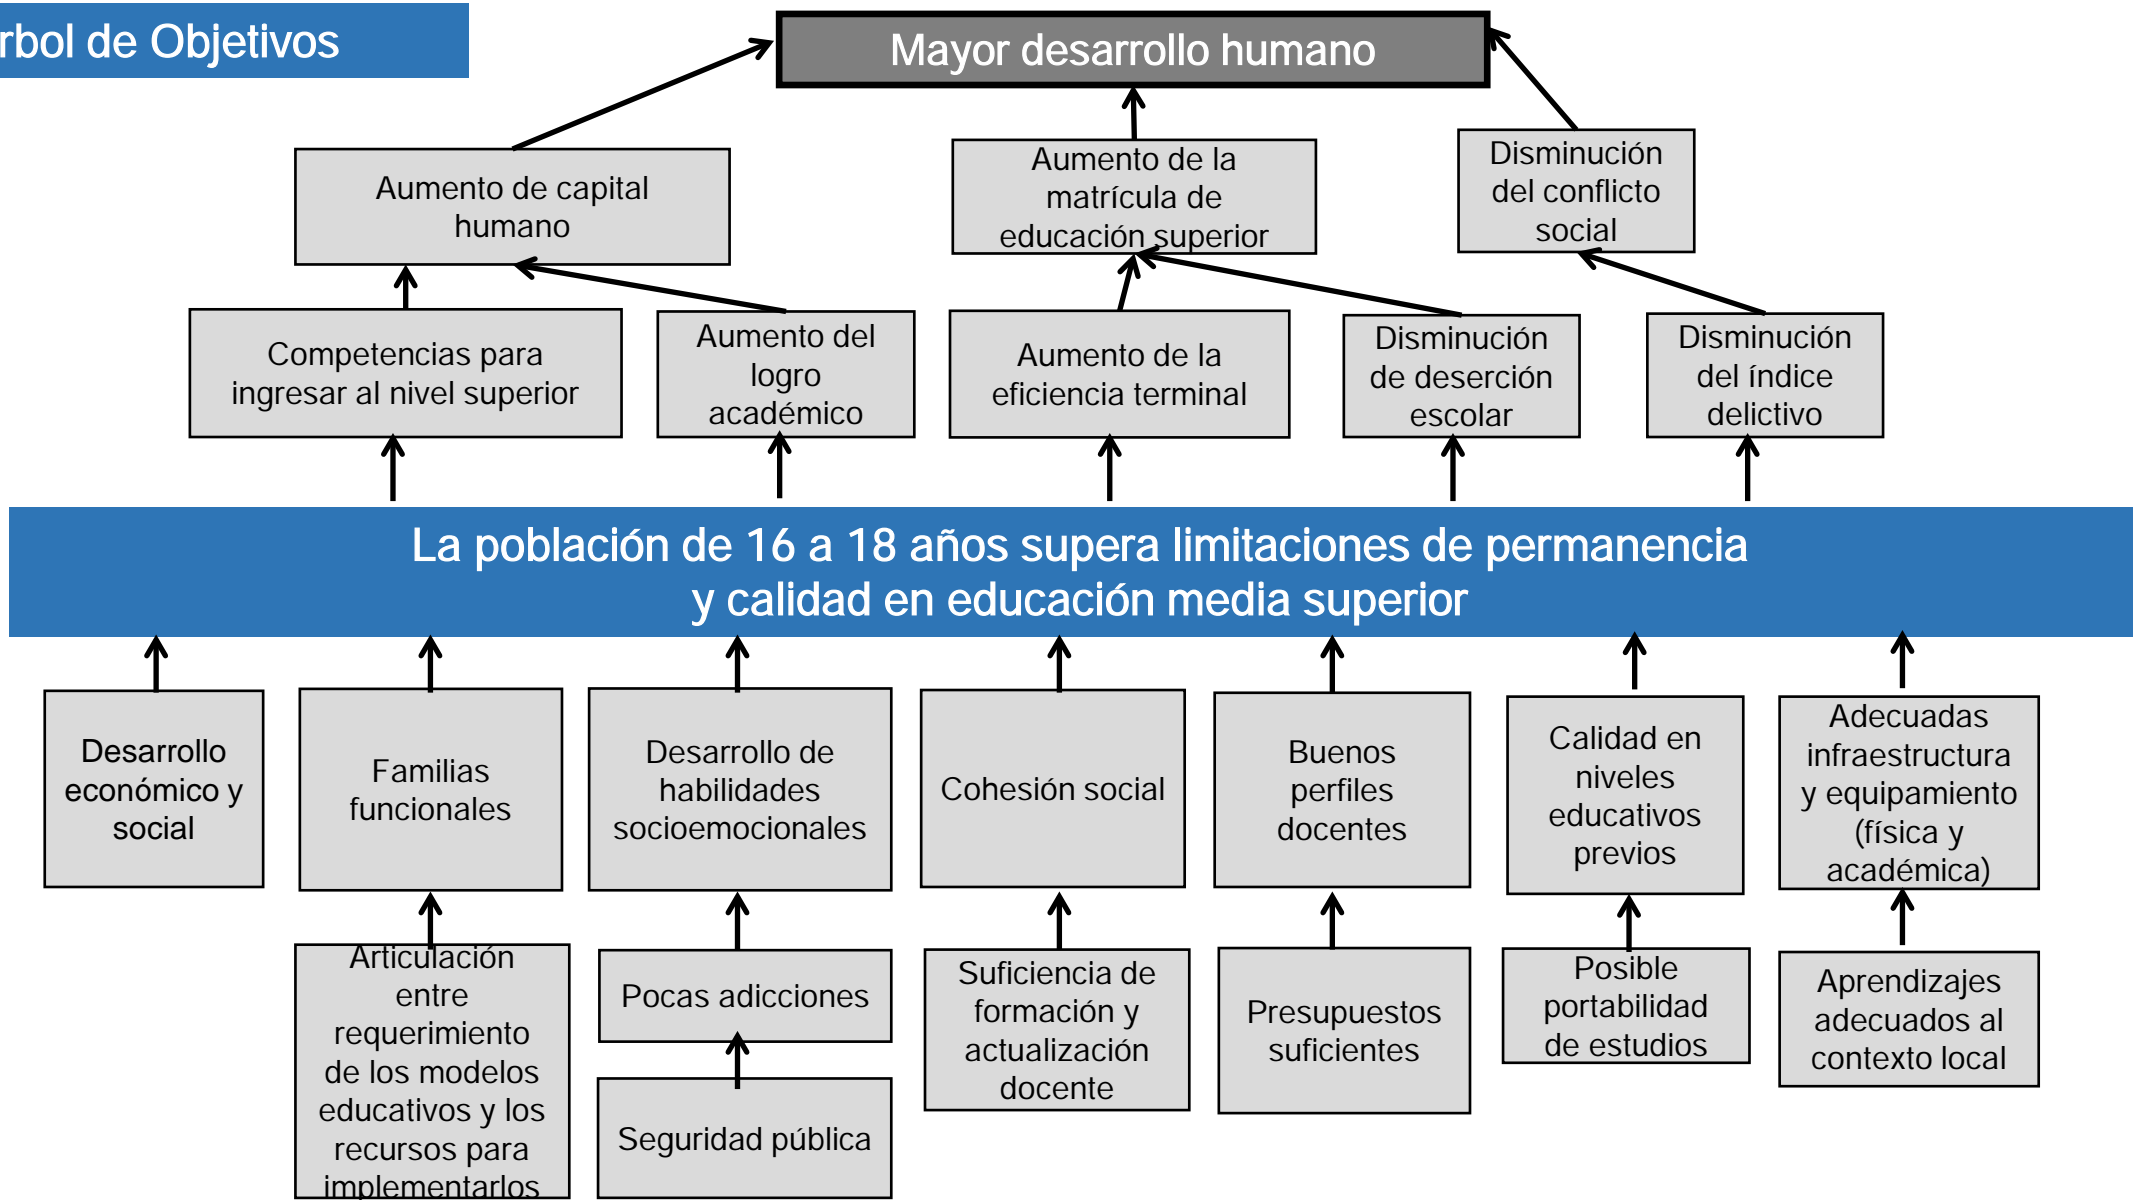 rbol de Objetivos
Mayor desarrollo humano
Aumento de capital
humano
Aumento de la
matrícula de
educación superior
Disminución
del conflicto
social
Competencias para
ingresar al nivel superior
Aumento del
logro
académico
Aumento de la
eficiencia terminal
Disminución
de deserción
escolar
Disminución
del índice
delictivo
La población de 16 a 18 años supera limitaciones de permanencia
y calidad en educación media superior
Desarrollo
económico y
social
Familias
funcionales
Desarrollo de
habilidades
socioemocionales
Cohesión social
Buenos
perfiles
docentes
Calidad en
niveles
educativos
previos
Adecuadas
infraestructura
y equipamiento
(física y
académica)
Articulación
entre
requerimiento
de los modelos
educativos y los
recursos para
implementarlos
Pocas adicciones
Seguridad pública
Suficiencia de
formación y
actualización
docente
Presupuestos
suficientes
Posible
portabilidad
de estudios
Aprendizajes
adecuados al
contexto local